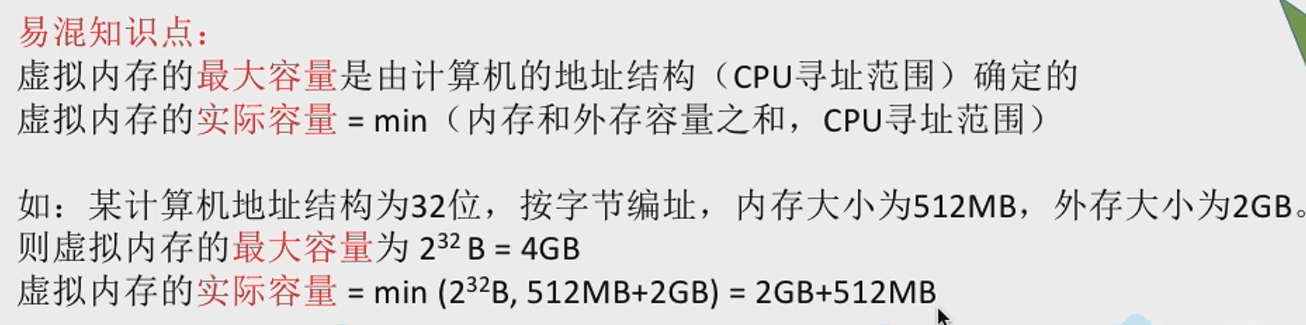 易混知识点：
虚拟内存的最大容量是由计算机的地址结构（CPU寻址范围）确定的
虚拟内存的实际容量 = min（内存和外存容量之和，CPU寻址范围）
如：某计算机地址结构为32位，按字节编址，内存大小为512MB，外存大小为2GB。
则虚拟内存的最大容量为 2³² B = 4GB
虚拟内存的实际容量 = min (2³²B, 512MB+2GB) = 2GB+512MB